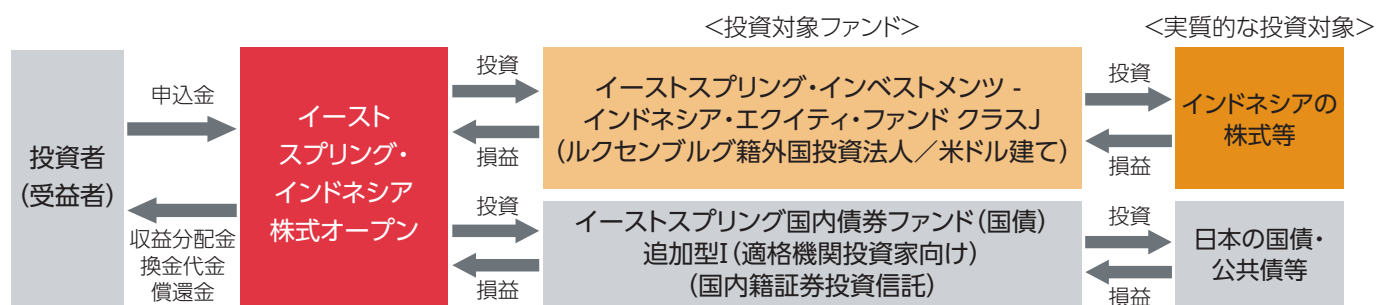 ＜投資対象ファンド＞
＜実質的な投資対象＞
投資者
（受益者）
申込金
収益分配金
換金代金
償還金
イースト
スプリング・
インドネシア
株式オープン
投資
損益
投資
損益
イーストスプリング・インベストメンツ -
インドネシア・エクイティ・ファンド クラスJ
（ルクセンブルグ籍外国投資法人／米ドル建て）
投資
損益
インドネシアの
株式等
イーストスプリング国内債券ファンド（国債）
追加型I（適格機関投資家向け）
（国内籍証券投資信託）
投資
損益
日本の国債・
公共債等